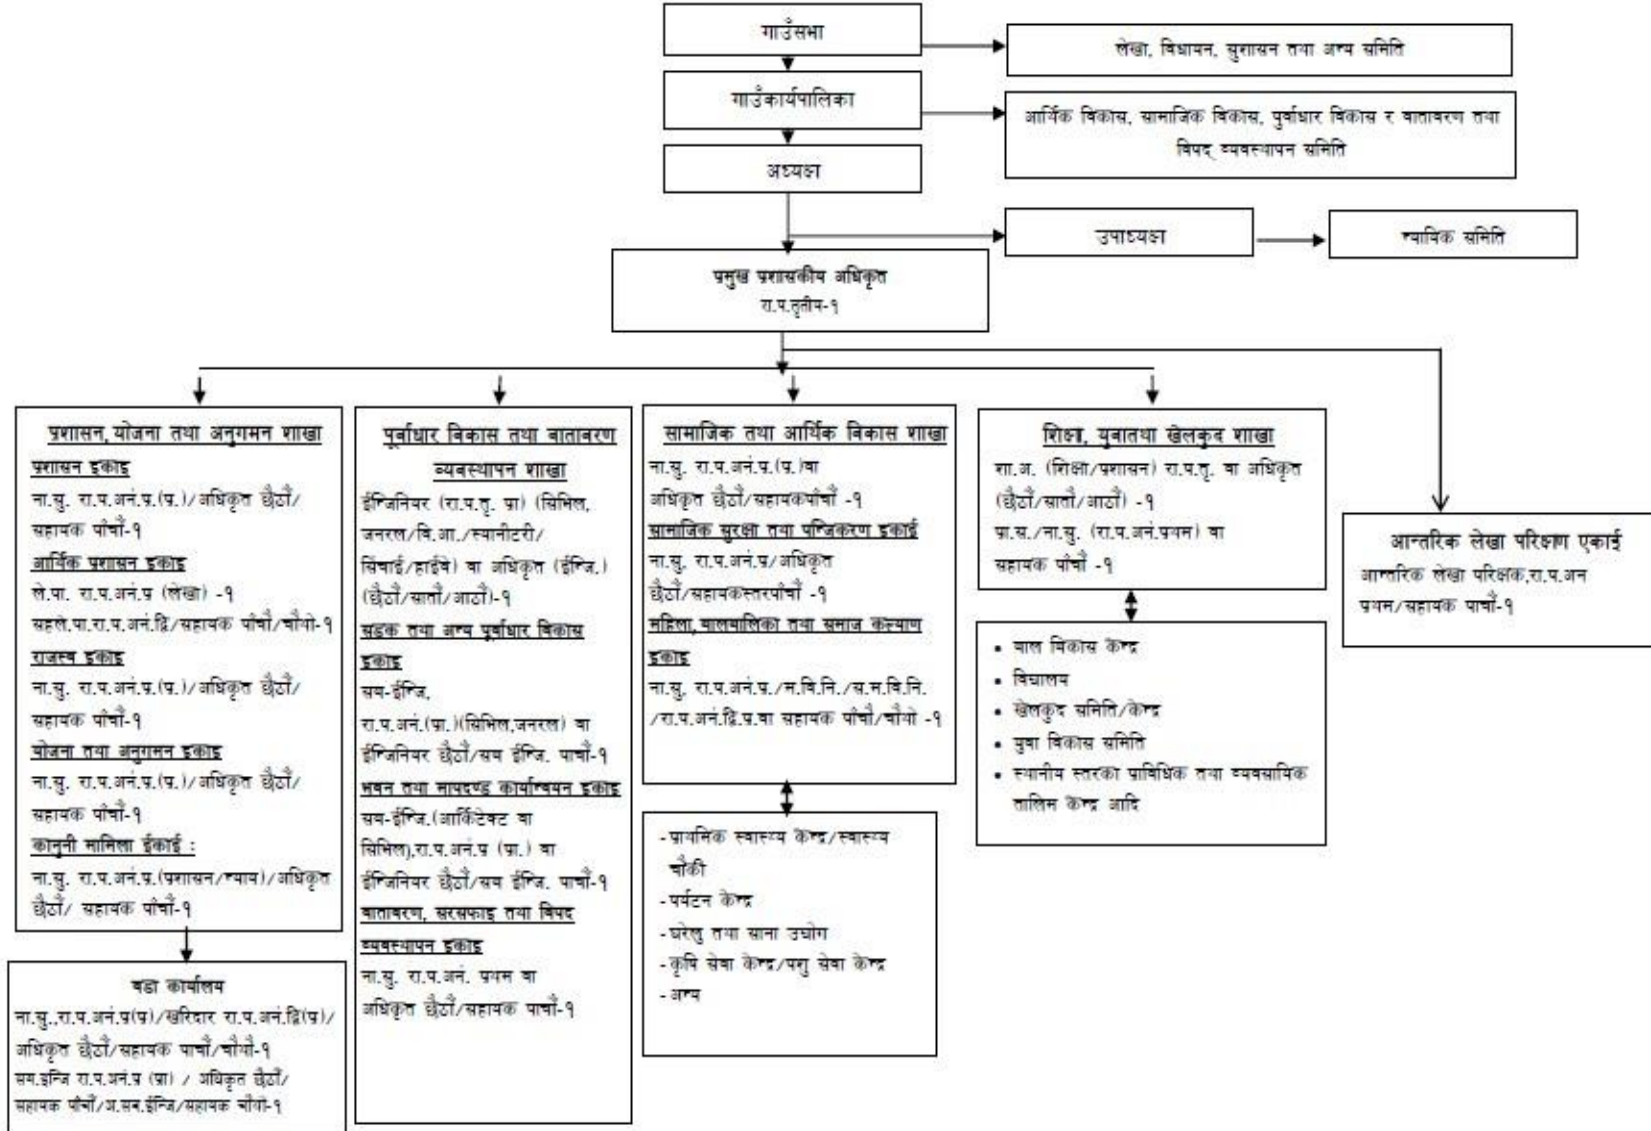 गाउँसभा
लेखा, विधायन, सुशासन तथा अन्य समिति
गाउँकार्यपालिका
आर्थिक विकास, सामाजिक विकास, पुर्वाधार विकास र वातावरण तथा
विपद् व्यवस्थापन समिति
अध्यक्ष
उपाध्यक्ष
न्यायिक समिति
प्रमुख प्रशासकीय अधिकृत
रा.प.तृतीय-१
प्रशासन, योजना तथा अनुगमन शाखा
प्रशासन इकाइ
ना.सु. रा.प.अनं.प्र.(प्र.)/अधिकृत छैठौँ/
सहायक पाँचौँ-१
आर्थिक प्रशासन इकाइ
ले.पा. रा.प.अनं.प्र (लेखा) -१
सहले.पा.रा.प.अनं.द्वि/सहायक पाँचौ/चौथो-१
राजस्व इकाइ
ना.सु. रा.प.अनं.प्र.(प्र.)/अधिकृत छैठौँ/
सहायक पाँचौँ-१
योजना तथा अनुगमन इकाइ
ना.सु. रा.प.अनं.प्र.(प्र.)/अधिकृत छैठौँ/
सहायक पाँचौँ-१
कानुनी मामिला ईकाई :
ना.सु. रा.प.अनं.प्र.(प्रशासन/न्याय)/अधिकृत
छैठौँ/ सहायक पाँचौँ-१
वडा कार्यालय
ना.सु.,रा.प.अनं.प्र(प्र)/खरिदार रा.प.अनं.द्वि(प्र)/
अधिकृत छैठौँ/सहायक पाचौँ/चौथौ-१
सब.इन्जि रा.प.अनं.प्र (प्रा) / अधिकृत छैठौँ/
सहायक पाँचौँ/अ.सब.ईन्जि/सहायक चौथो-१
पूर्वाधार विकास तथा वातावरण
व्यवस्थापन शाखा
ईन्जिनियर (रा.प.तृ. प्रा) (सिभिल,
जनरल/बि.आ./स्यानीटरी/
सिंचाई/हाईवे) वा अधिकृत (ईन्जि.)
(छैठौँ/सातौँ/आठौँ)-१
सडक तथा अन्य पूर्वाधार विकास
इकाइ
सब-ईन्जि,
रा.प.अनं.(प्रा.)(सिभिल,जनरल) वा
ईन्जिनियर छैठौँ/सब ईन्जि. पाचौँ-१
भवन तथा मापदण्ड कार्यान्वयन इकाइ
सब-ईन्जि.(आर्किटेक्ट वा
सिभिल),रा.प.अनं.प्र (प्रा.) वा
ईन्जिनियर छैठौँ/सब ईन्जि. पाचौँ-१
वातावरण, सरसफाइ तथा विपद
व्यवस्थापन इकाइ
ना.सु. रा.प.अनं. प्रथम वा
अधिकृत छैठौँ/सहायक पाचौँ-१
सामाजिक तथा आर्थिक विकास शाखा
ना.सु. रा.प.अनं.प्र.(प्र.)वा
अधिकृत छैठौँ/सहायकपाँचौँ -१
सामाजिक सुरक्षा तथा पन्जिकरण इकाई
ना.सु. रा.प.अनं.प्र/अधिकृत
छैठौँ/सहायकस्तरपाँचौँ -१
महिला, बालबालिका तथा समाज कल्याण
इकाइ
ना.सु. रा.प.अनं.प्र./म.वि.नि./स.म.वि.नि.
/रा.प.अनं.द्वि.प्र.वा सहायक पाँचौ/चौथो -१
-प्राथमिक स्वास्थ्य केन्द्र/स्वास्थ्य
चौकी
-पर्यटन केन्द्र
-घरेलु तथा साना उद्योग
-कृषि सेवा केन्द्र/पशु सेवा केन्द्र
-अन्य
शिक्षा, युवातथा खेलकुद शाखा
शा.अ. (शिक्षा/प्रशासन) रा.प.तृ. वा अधिकृत
(छैठौँ/सातौ/आठौँ) -१
प्रा.स./ना.सु. (रा.प.अनं.प्रथम) वा
सहायक पाँचौँ -१
• बाल विकास केन्द्र
• विद्यालय
• खेलकुद समिति/केन्द्र
• युवा विकास समिति
• स्थानीय स्तरका प्राविधिक तथा व्यवसायिक
तालिम केन्द्र आदि
आन्तरिक लेखा परिक्षण एकाई
आन्तरिक लेखा परिक्षक,रा.प.अन
प्रथम/सहायक पाचौँ-१